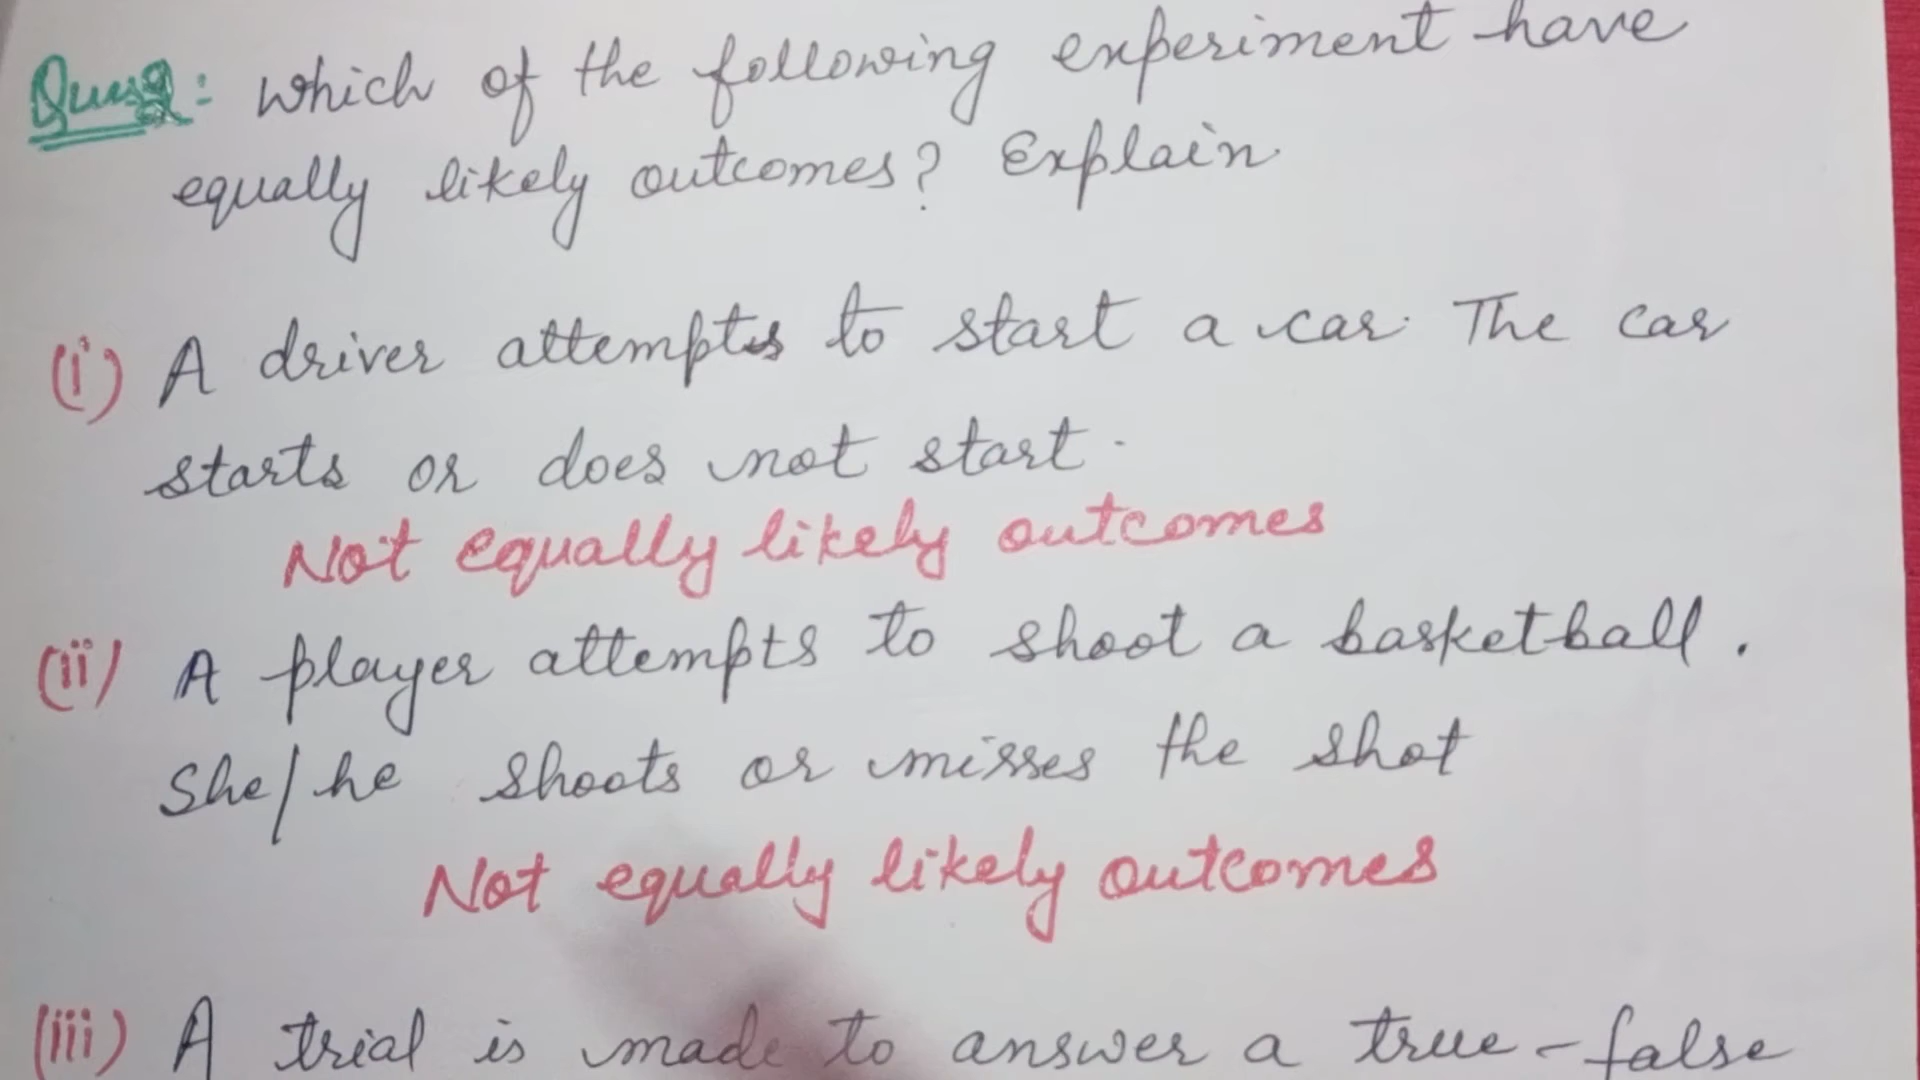 Ques: Which of the following experiment have
equally likely outcomes? Explain.
(i) A driver attempts to start a car. The car
starts or does not start.
Not equally likely outcomes
(ii) A player attempts to shoot a basketball.
She/he shoots or misses the shot
Not equally likely outcomes
(iii) A trial is made to answer a true-false